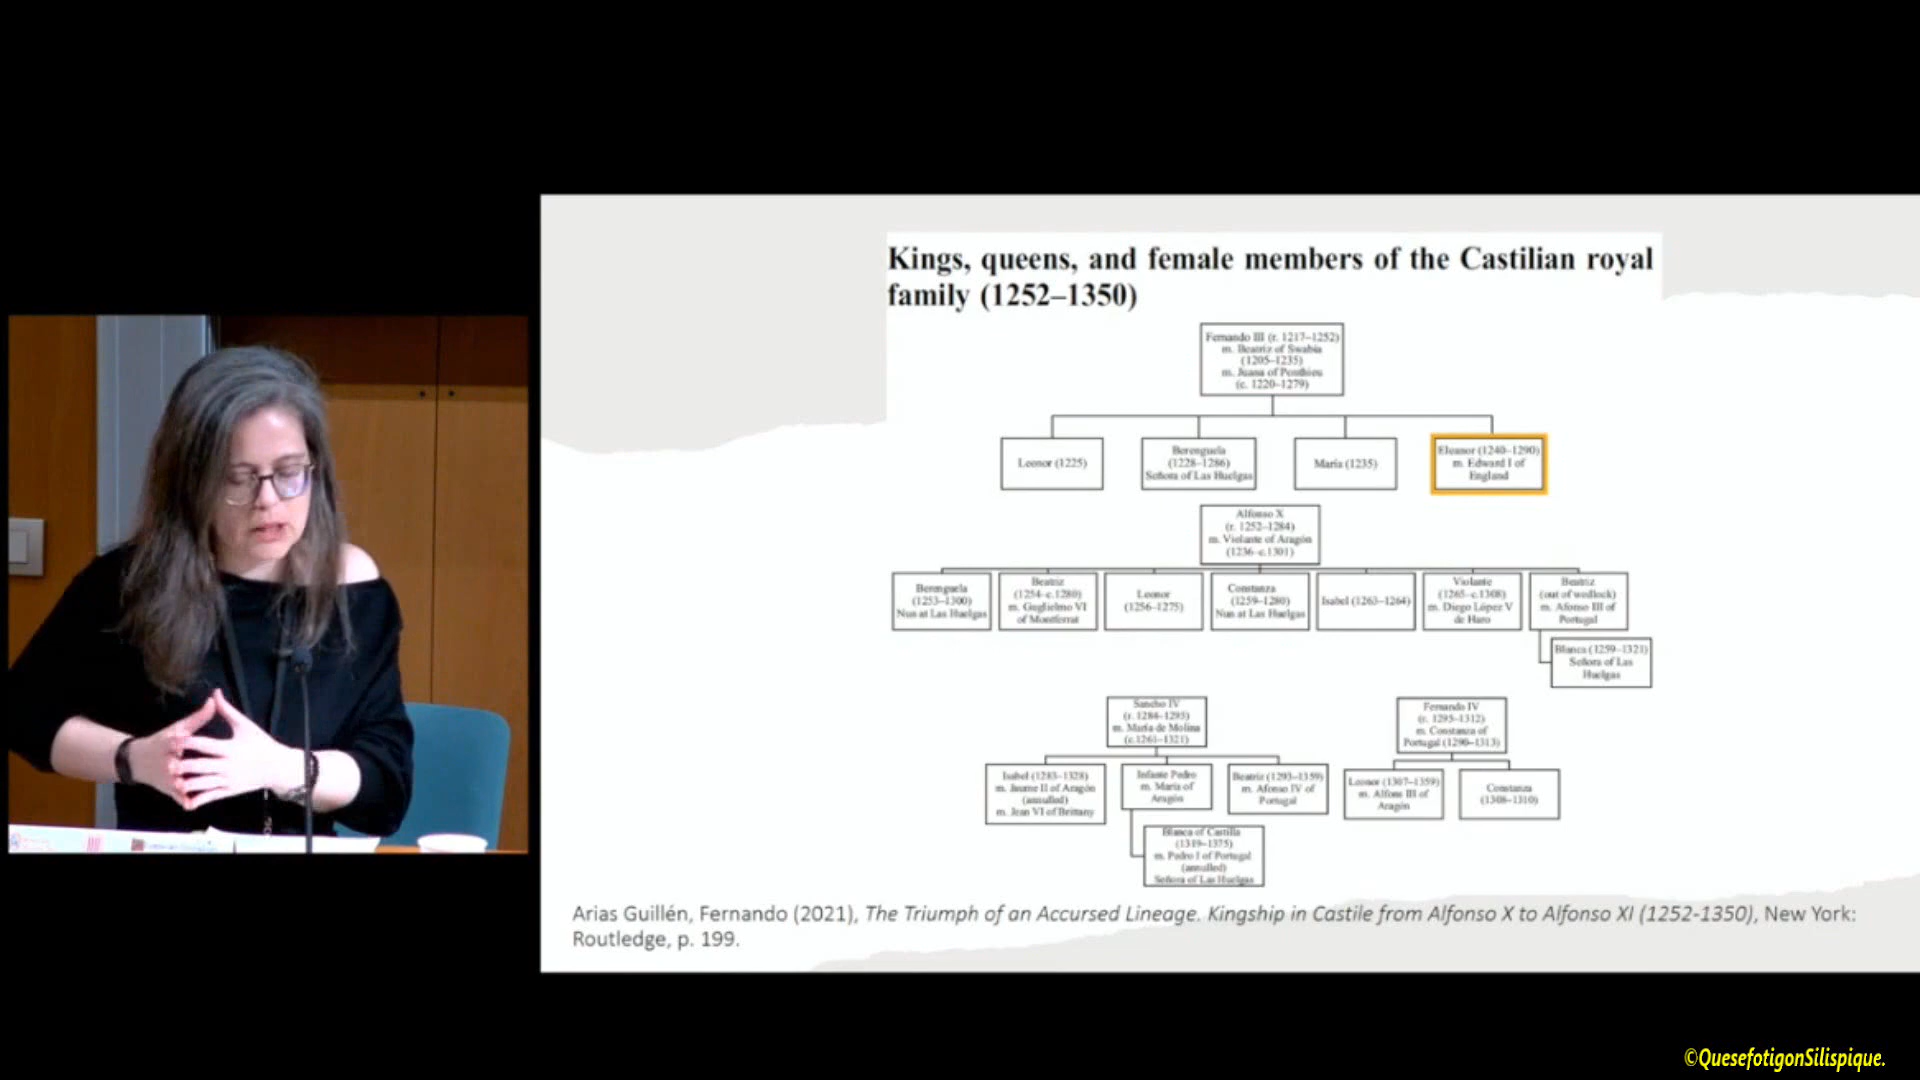 Kings, queens, and female members of the Castilian royal
family (1252–1350)
Fernando III (r. 1217–1252)
m. Beatriz of Swabia
(1205–1235)
m. Juana of Ponthieu
(c. 1220–1279)
Leonor (1225)
Berenguela
(1228–1286)
Señora of Las Huelgas
María (1235)
Eleanor (1240–1290)
m. Edward I of
England
Alfonso X
(r. 1252–1284)
m. Violante of Aragón
(1236–c.1301)
Berenguela
(1253–1300)
Nun at Las Huelgas
Beatriz
(1254–c.1280)
m. Guglielmo VI
of Montferrat
Leonor
(1256–1275)
Constanza
(1259–1280)
Nun at Las Huelgas
Isabel (1263–1264)
Violante
(1265–c.1308)
m. Diego López V
de Haro
Beatriz
(out of wedlock)
m. Afonso III of
Portugal
Blanca (1259–1321)
Señora of Las
Huelgas
Sancho IV
(r. 1284–1295)
m. María de Molina
(c.1261–1321)
Fernando IV
(r. 1295–1312)
m. Constanza of
Portugal (1290–1313)
Isabel (1283–1328)
m. Jaume II of Aragón
(annulled)
m. Jean VI of Brittany
Infante Pedro
m. María of
Aragón
Beatriz (1293–1359)
m. Afonso IV of
Portugal
Leonor (1307–1359)
m. Alfons III of
Aragón
Constanza
(1308–1310)
Blanca of Castilla
(1319–1375)
m. Pedro I of Portugal
(annulled)
Señora of Las Huelgas
Arias Guillén, Fernando (2021), The Triumph of an Accursed Lineage. Kingship in Castile from Alfonso X to Alfonso XI (1252-1350), New York:
Routledge, p. 199.
©QuesefotigonSilispique.